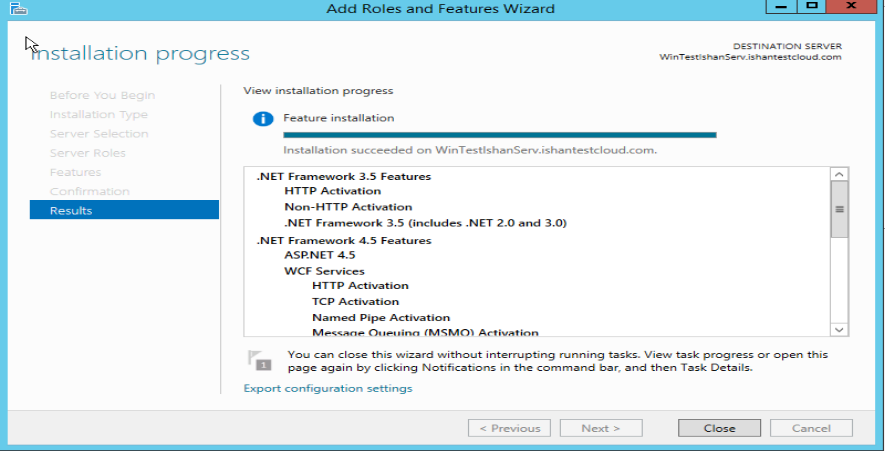 Add Roles and Features Wizard
Installation progress
DESTINATION SERVER
WinTestIshanServ.ishantestcloud.com
Before You Begin
Installation Type
Server Selection
Server Roles
Features
Confirmation
Results
View installation progress
Feature installation
Installation succeeded on WinTestIshanServ.ishantestcloud.com.
.NET Framework 3.5 Features
HTTP Activation
Non-HTTP Activation
.NET Framework 3.5 (includes .NET 2.0 and 3.0)
.NET Framework 4.5 Features
ASP.NET 4.5
WCF Services
HTTP Activation
TCP Activation
Named Pipe Activation
Message Queuing (MSMQ) Activation
1
You can close this wizard without interrupting running tasks. View task progress or open this
page again by clicking Notifications in the command bar, and then Task Details.
Export configuration settings
< Previous
Next >
Close
Cancel